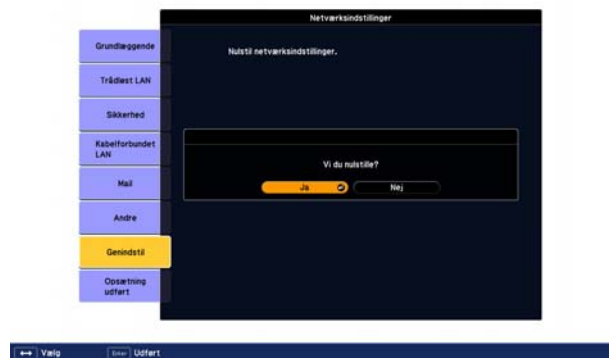 Netværksindstillinger
Grundlæggende
Nulstil netværksindstillinger.
Trådløst LAN
Sikkerhed
Kabelforbundet
LAN
Vi du nulstille?
Mail
Ja Nej
Andre
Genindstil
Opsætning
udført
Vælg Enter Udført